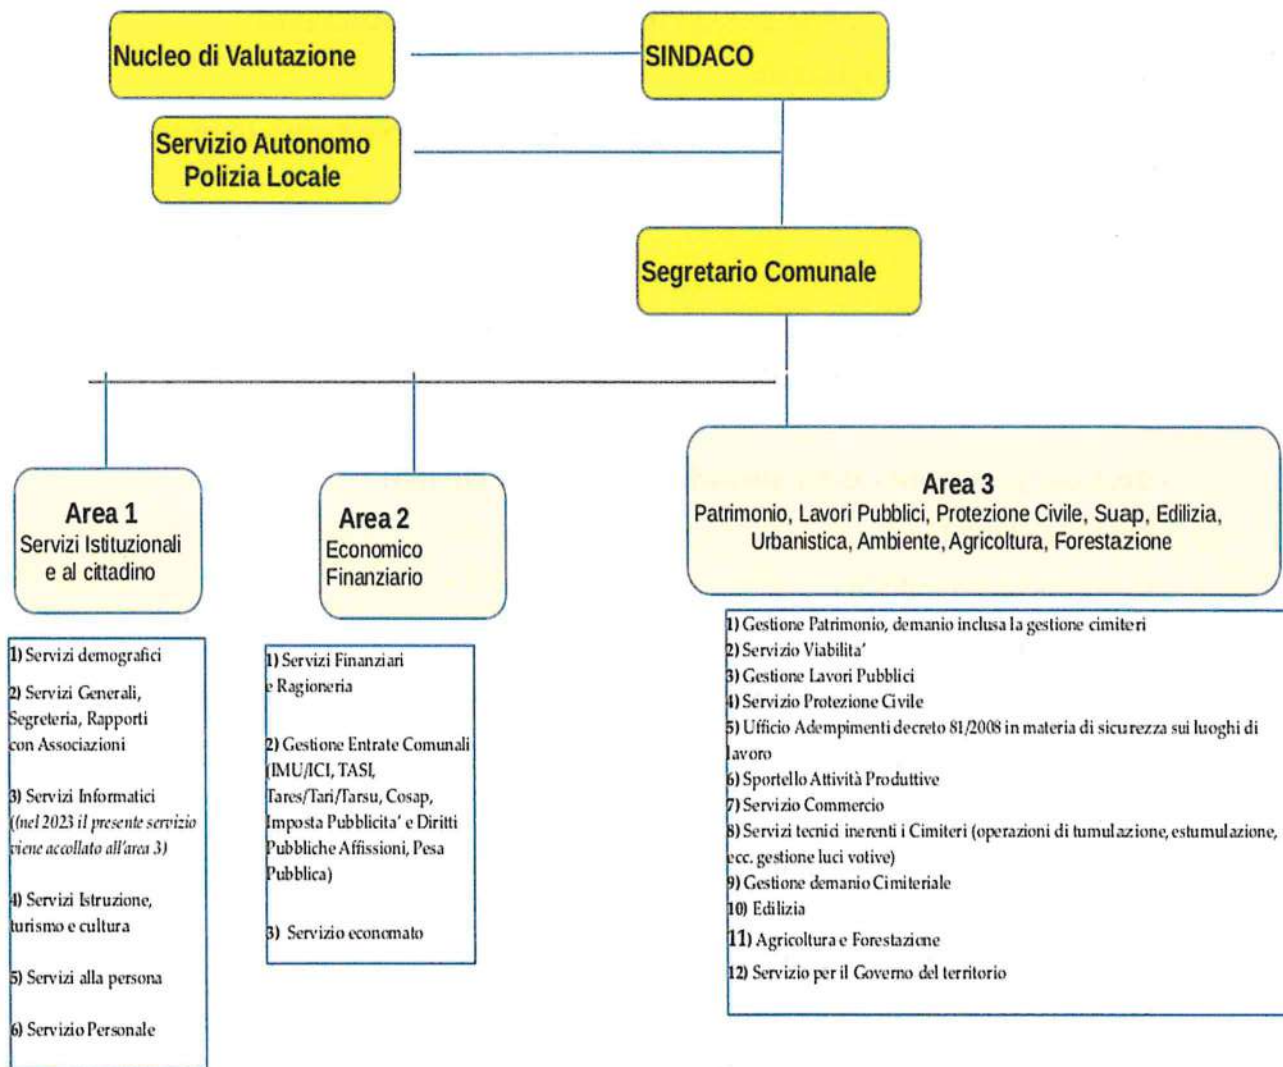 Nucleo di Valutazione
SINDACO
Servizio Autonomo
Polizia Locale
Segretario Comunale
Area 1
Servizi Istituzionali
e al cittadino
Area 2
Economico
Finanziario
Area 3
Patrimonio, Lavori Pubblici, Protezione Civile, Suap, Edilizia,
Urbanistica, Ambiente, Agricoltura, Forestazione
1) Servizi demografici
2) Servizi Generali,
Segreteria, Rapporti
con Associazioni
3) Servizi Informatici
((nel 2023 il presente servizio
viene accollato all'area 3)
4) Servizi Istruzione,
turismo e cultura
5) Servizi alla persona
6) Servizio Personale
1) Servizi Finanziari
e Ragioneria
2) Gestione Entrate Comunali
(IMU/ICI, TASI,
Tares/Tari/Tarsu, Cosap,
Imposta Pubblicita' e Diritti
Pubbliche Affissioni, Pesa
Pubblica)
3) Servizio economato
1) Gestione Patrimonio, demanio inclusa la gestione cimiteri
2) Servizio Viabilita'
3) Gestione Lavori Pubblici
4) Servizio Protezione Civile
5) Ufficio Adempimenti decreto 81/2008 in materia di sicurezza sui luoghi di
lavoro
6) Sportello Attività Produttive
7) Servizio Commercio
8) Servizi tecnici inerenti i Cimiteri (operazioni di tumulazione, estumulazione,
ecc. gestione luci votive)
9) Gestione demanio Cimiteriale
10) Edilizia
11) Agricoltura e Forestazione
12) Servizio per il Governo del territorio